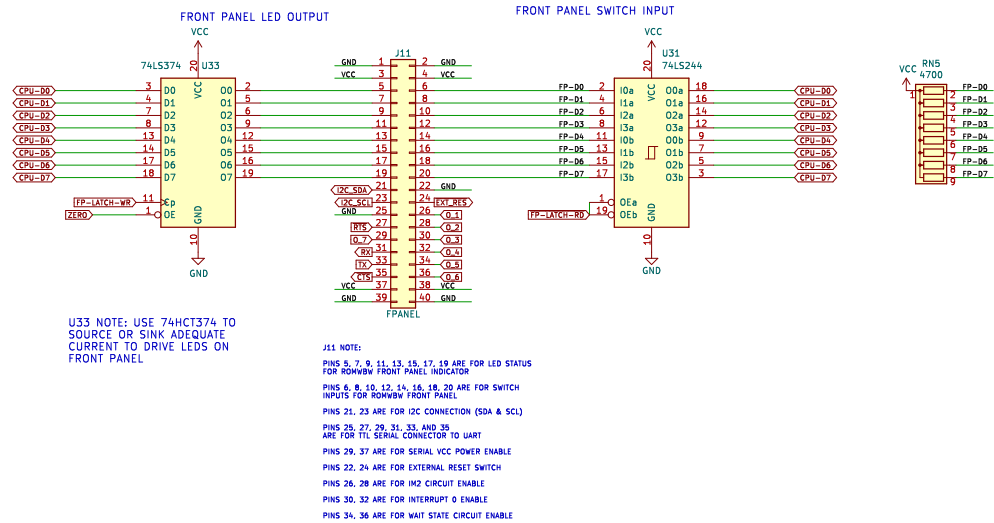 FRONT PANEL LED OUTPUT
FRONT PANEL SWITCH INPUT
VCC
20
74LS374 U33
VCC
CPU-D0 3 D0 O0 2
CPU-D1 4 D1 O1 5
CPU-D2 7 D2 O2 6
CPU-D3 8 D3 O3 9
CPU-D4 13 D4 O4 12
CPU-D5 14 D5 O5 15
CPU-D6 17 D6 O6 16
CPU-D7 18 D7 O7 19
FP-LATCH-WR 11 Cp
ZERO 1 OE
GND
10
GND
J11
GND 1 2 GND
VCC 3 4 VCC
5 6 FP-D0
7 8 FP-D1
9 10 FP-D2
11 12 FP-D3
13 14 FP-D4
15 16 FP-D5
17 18 FP-D6
19 20 FP-D7
I2C_SDA 21 22 GND
I2C_SCL 23 24 EXT_RES
GND 25 26 O_1
RTS 27 28 O_2
O_7 29 30 O_3
RX 31 32 O_4
TX 33 34 O_5
CTS 35 36 O_6
VCC 37 38 VCC
GND 39 40 GND
FPANEL
VCC
20
U31
74LS244
VCC
2 I0a O0a 18 CPU-D0
4 I1a O1a 16 CPU-D1
6 I2a O2a 14 CPU-D2
8 I3a O3a 12 CPU-D3
11 I0b O0b 9 CPU-D4
13 I1b O1b 7 CPU-D5
15 I2b O2b 5 CPU-D6
17 I3b O3b 3 CPU-D7
1 OEa
FP-LATCH-RD 19 OEb
GND
10
GND
RN5
4700
VCC
1
2 FP-D0
3 FP-D1
4 FP-D2
5 FP-D3
6 FP-D4
7 FP-D5
8 FP-D6
9 FP-D7
U33 NOTE: USE 74HCT374 TO
SOURCE OR SINK ADEQUATE
CURRENT TO DRIVE LEDS ON
FRONT PANEL
J11 NOTE:
PINS 5, 7, 9, 11, 13, 15, 17, 19 ARE FOR LED STATUS
FOR ROMWBW FRONT PANEL INDICATOR
PINS 6, 8, 10, 12, 14, 16, 18, 20 ARE FOR SWITCH
INPUTS FOR ROMWBW FRONT PANEL
PINS 21, 23 ARE FOR I2C CONNECTION (SDA & SCL)
PINS 25, 27, 29, 31, 33, AND 35
ARE FOR TTL SERIAL CONNECTOR TO UART
PINS 29, 37 ARE FOR SERIAL VCC POWER ENABLE
PINS 22, 24 ARE FOR EXTERNAL RESET SWITCH
PINS 26, 28 ARE FOR IM2 CIRCUIT ENABLE
PINS 30, 32 ARE FOR INTERRUPT 0 ENABLE
PINS 34, 36 ARE FOR WAIT STATE CIRCUIT ENABLE